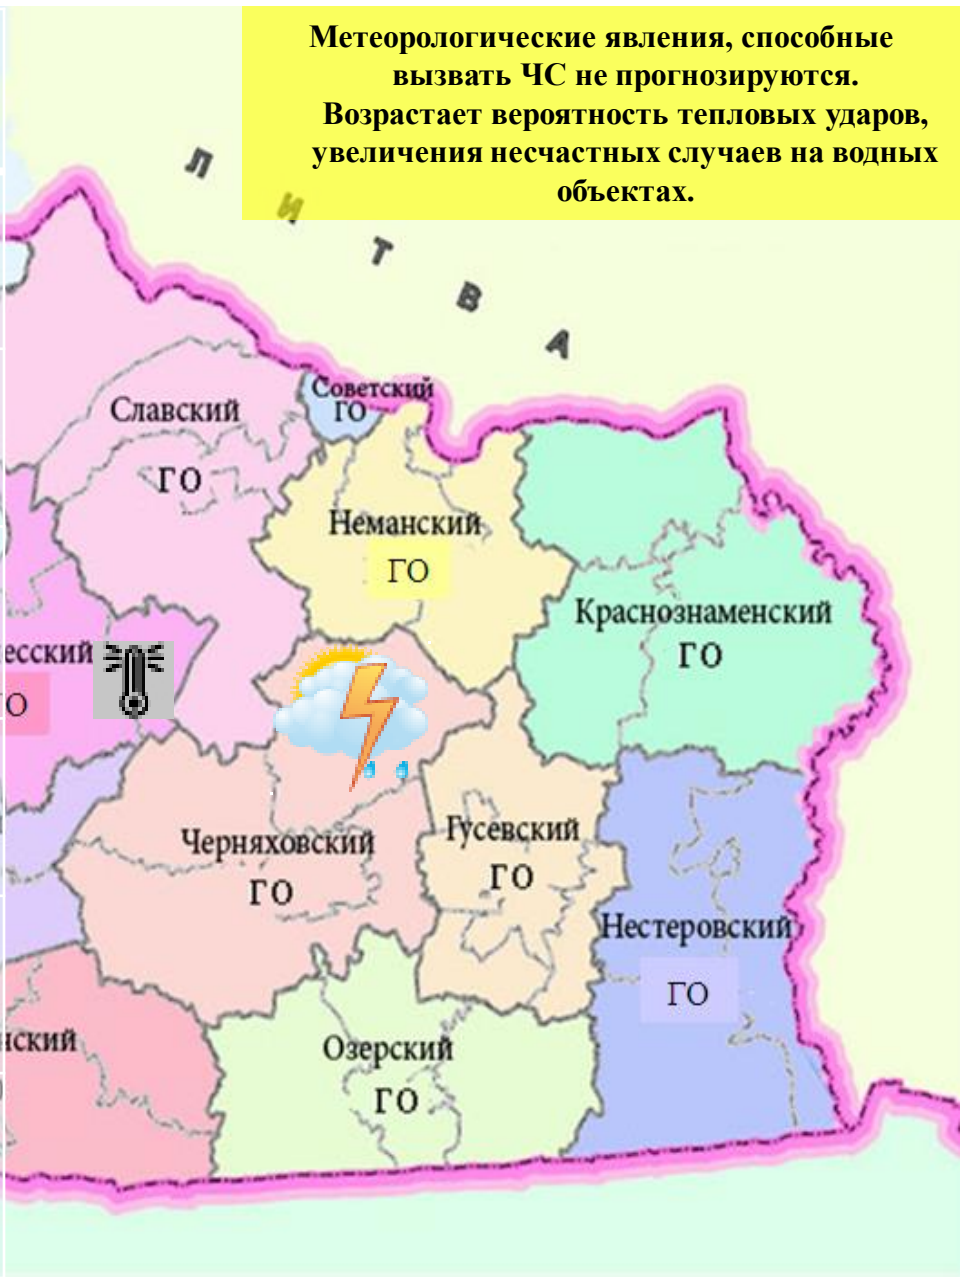 Метеорологические явления, способные
вызвать ЧС не прогнозируются.
Возрастает вероятность тепловых ударов,
увеличения несчастных случаев на водных
объектах.
Л И Т В А
Советский
ГО
Славский
ГО
Неманский
ГО
Краснознаменский
ГО
есский
О
Черняховский
ГО
Гусевский
ГО
Нестеровский
ГО
нский
Озерский
ГО